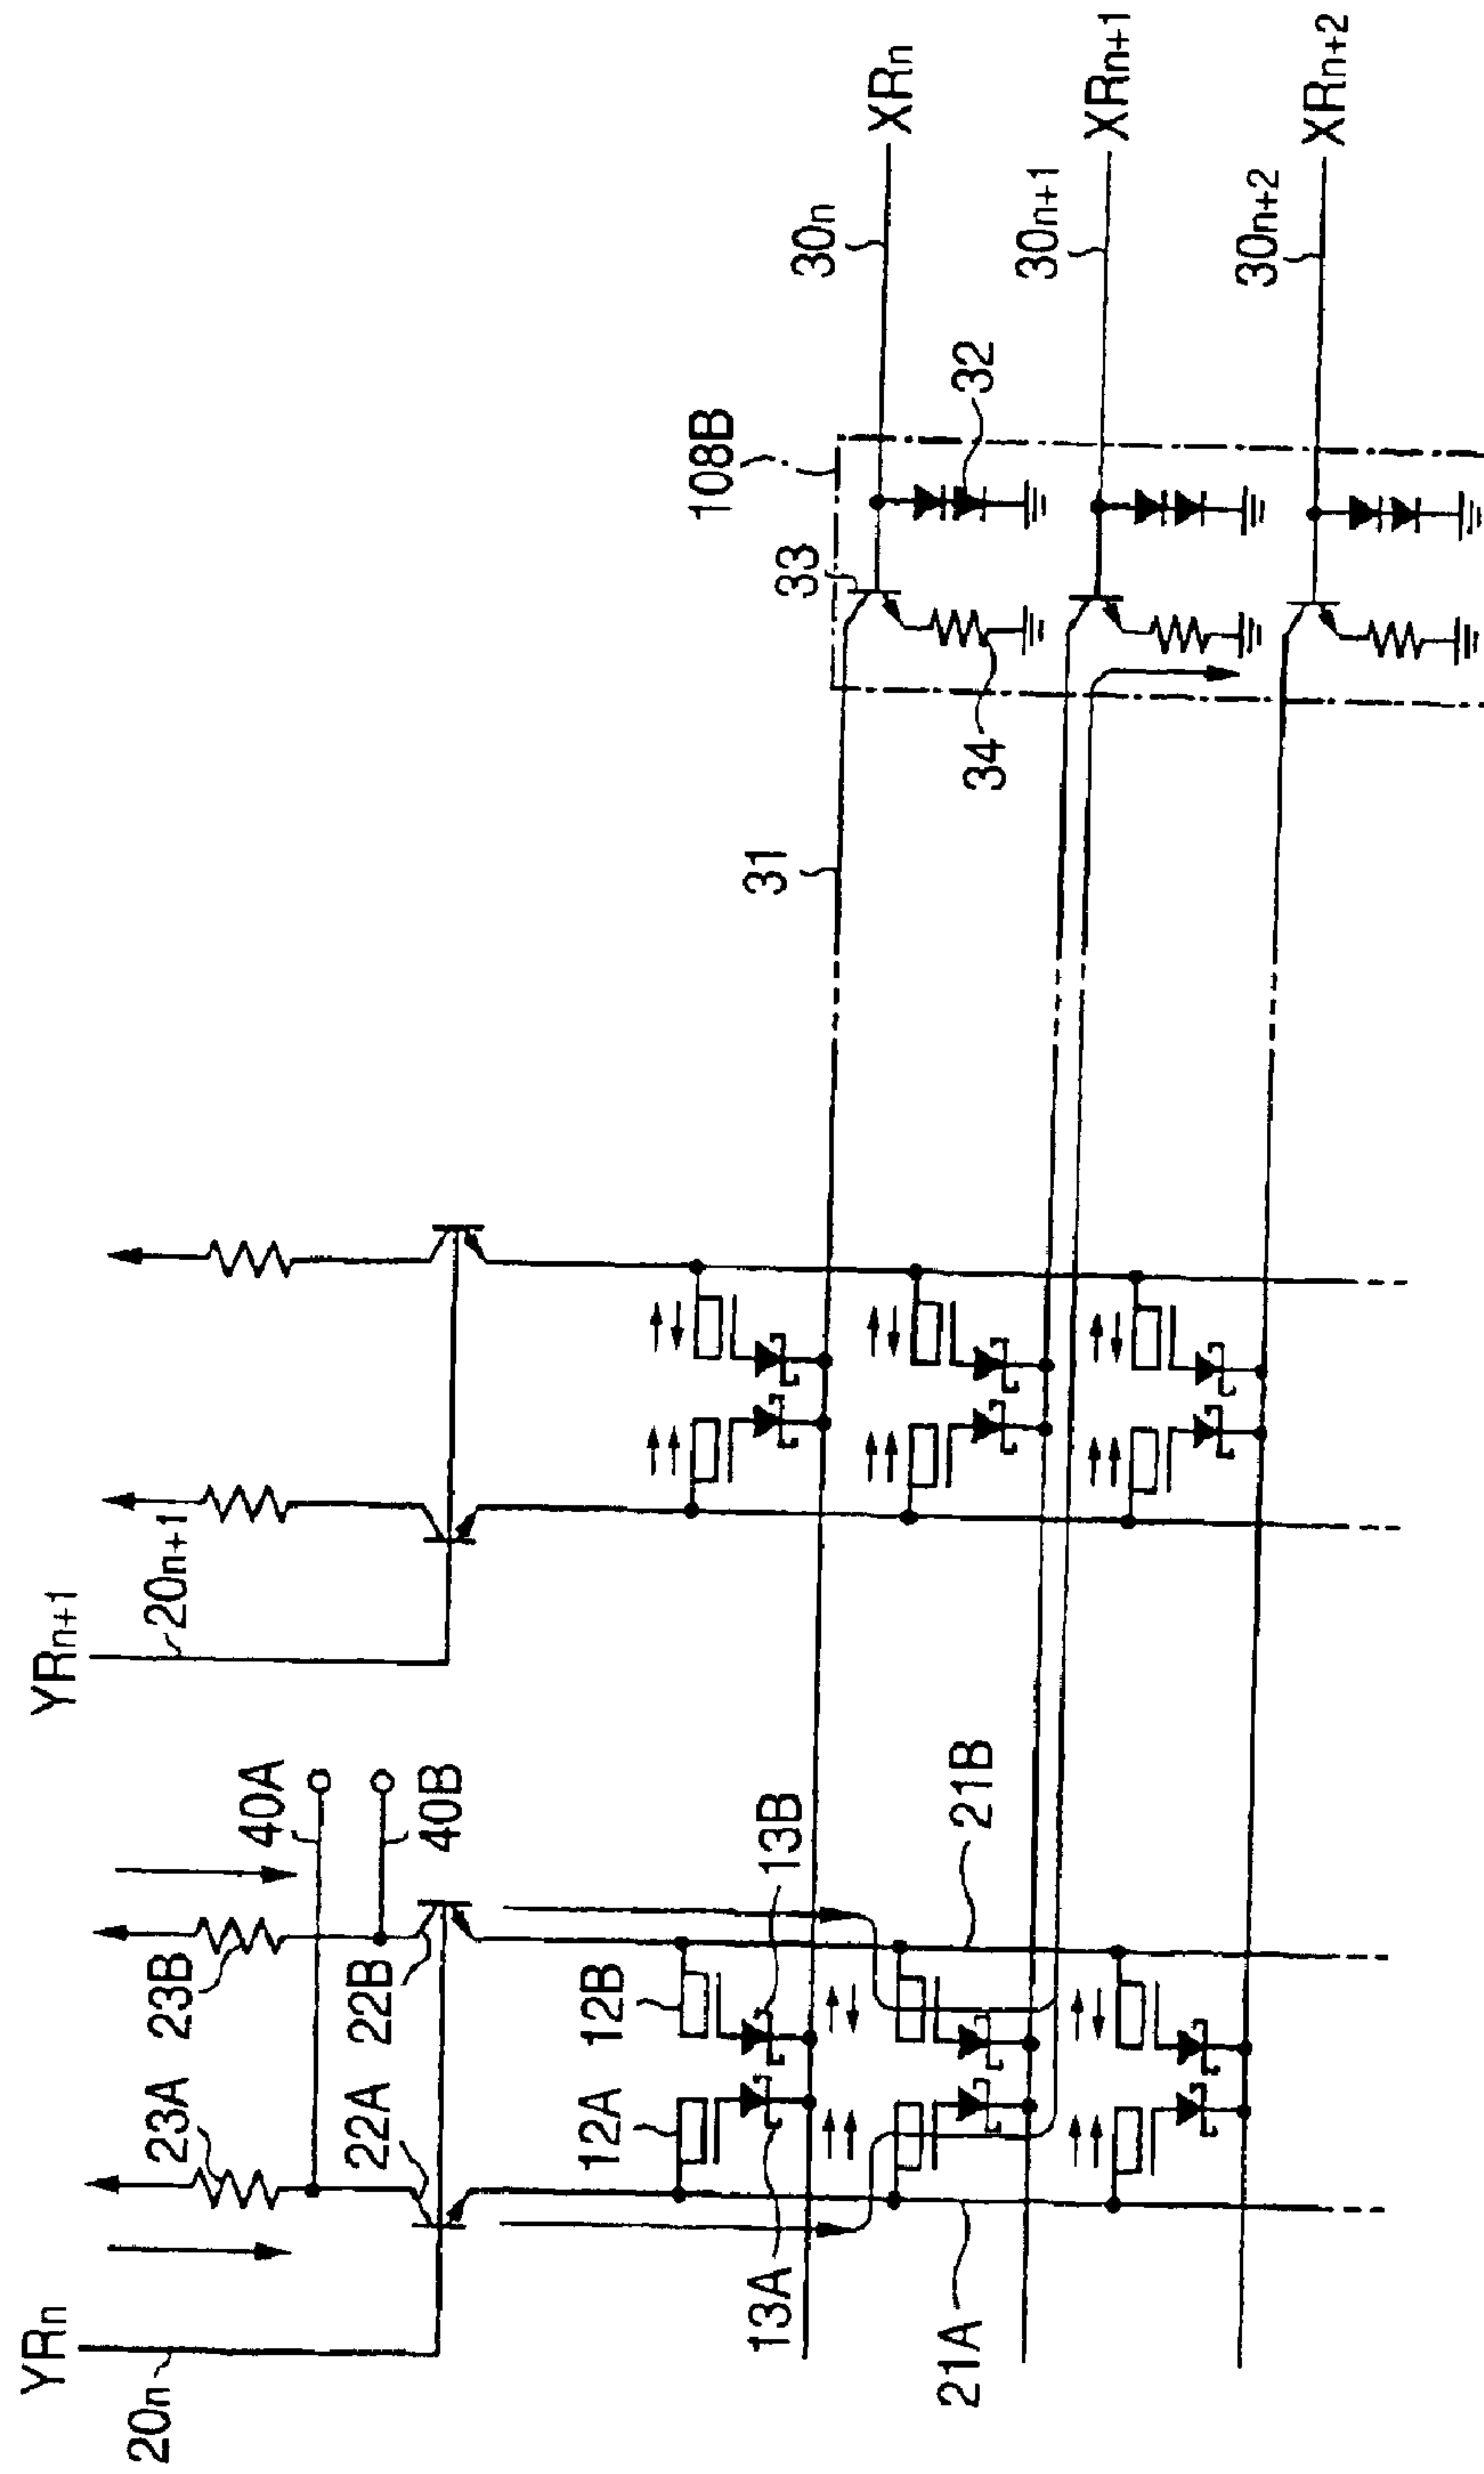 YRn
20n
23A
23B
40A
40B
22A
22B
YRn+1
20n+1
12A
12B
13A
13B
21A
21B
31
108B
33
32
34
30n
XRn
30n+1
XRn+1
30n+2
XRn+2